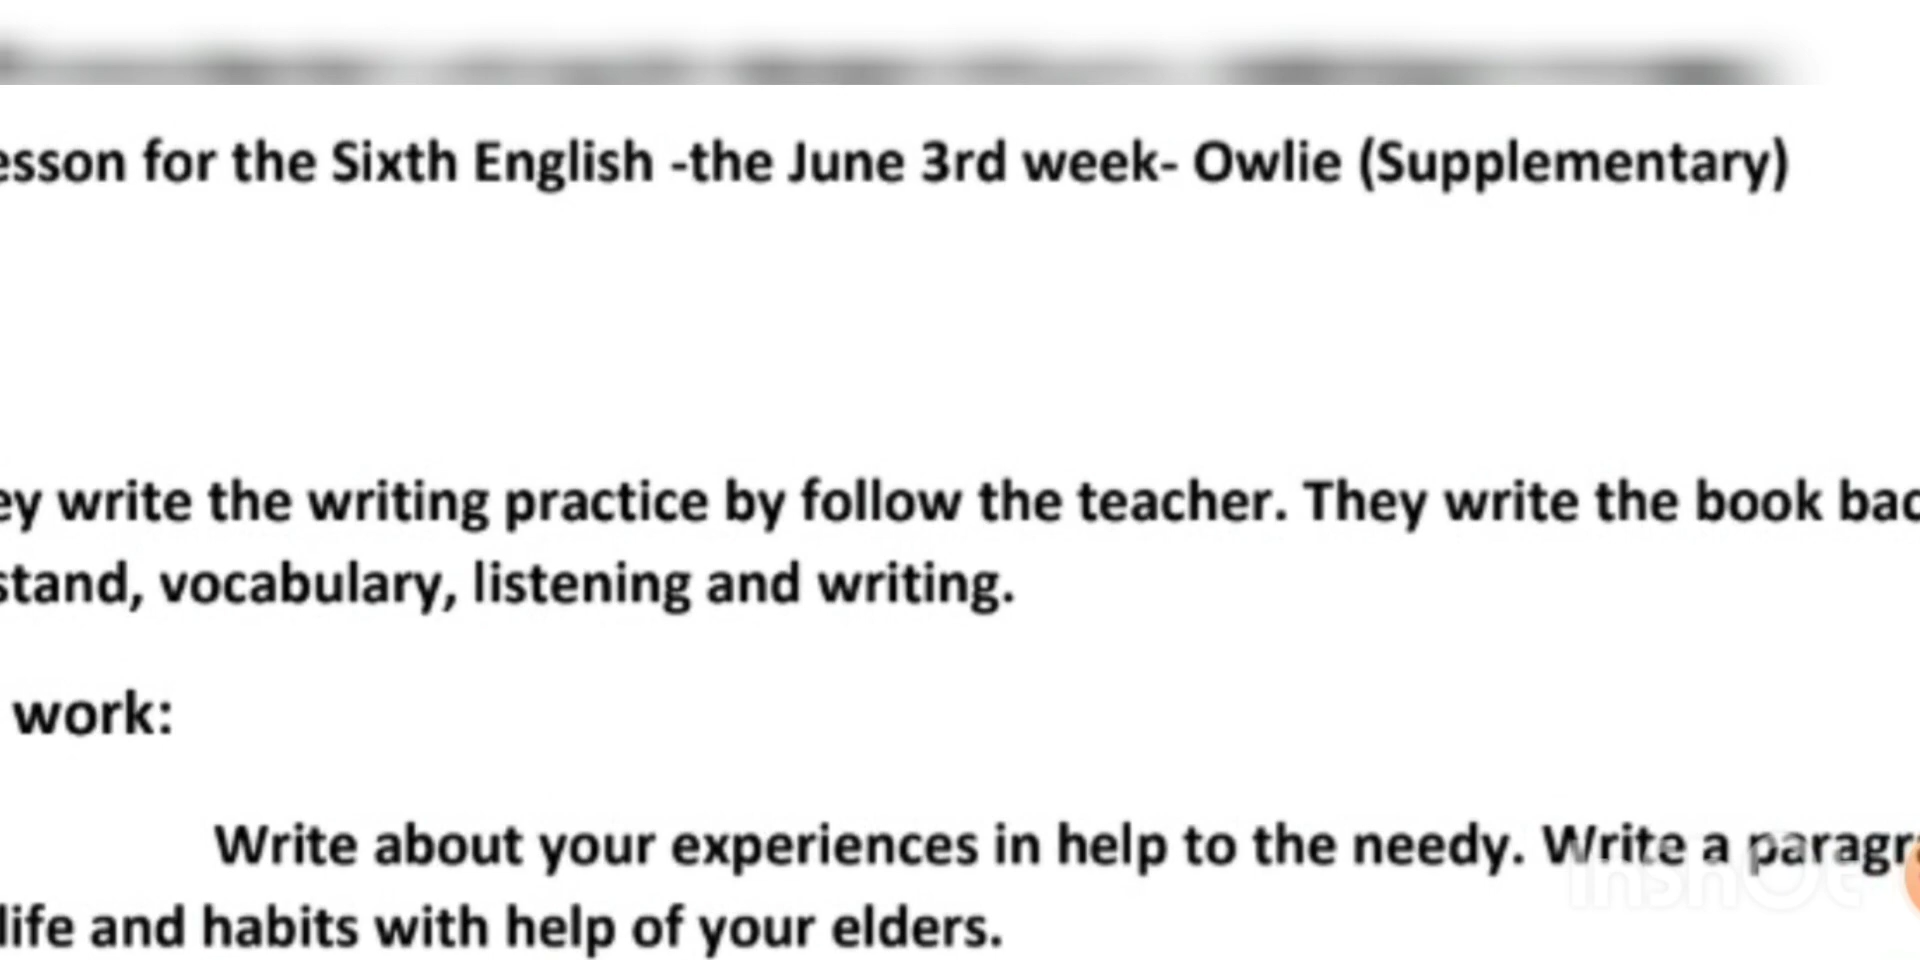 esson for the Sixth English -the June 3rd week- Owlie (Supplementary)
ey write the writing practice by follow the teacher. They write the book bac
stand, vocabulary, listening and writing.
work:
Write about your experiences in help to the needy. Write a paragr
life and habits with help of your elders.
InShOt